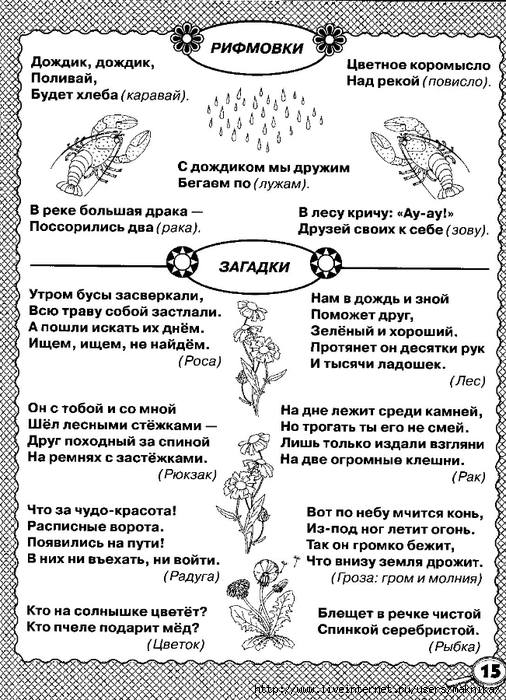 РИФМОВКИ
Дождик, дождик,
Поливай,
Будет хлеба (каравай).
Цветное коромысло
Над рекой (повисло).
С дождиком мы дружим
Бегаем по (лужам).
В реке большая драка —
Поссорились два (рака).
В лесу кричу: «Ау-ау!»
Друзей своих к себе (зову).
ЗАГАДКИ
Утром бусы засверкали,
Всю траву собой застлали.
А пошли искать их днём.
Ищем, ищем, не найдём.
(Роса)
Нам в дождь и зной
Поможет друг,
Зелёный и хороший.
Протянет он десятки рук
И тысячи ладошек.
(Лес)
Он с тобой и со мной
Шёл лесными стёжками —
Друг походный за спиной
На ремнях с застёжками.
(Рюкзак)
На дне лежит среди камней,
Но трогать ты его не смей.
Лишь только издали взгляни
На две огромные клешни.
(Рак)
Что за чудо-красота!
Расписные ворота.
Появились на пути!
В них ни въехать, ни войти.
(Радуга)
Вот по небу мчится конь,
Из-под ног летит огонь.
Так он громко бежит,
Что внизу земля дрожит.
(Гроза: гром и молния)
Кто на солнышке цветёт?
Кто пчеле подарит мёд?
(Цветок)
Блещет в речке чистой
Спинкой серебристой.
(Рыбка)
15
http://www.liveinternet.ru/users/maknika/